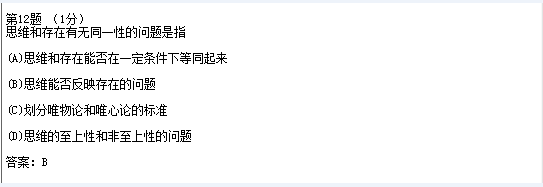 第12题 （1分）
思维和存在有无同一性的问题是指
(A)思维和存在能否在一定条件下等同起来
(B)思维能否反映存在的问题
(C)划分唯物论和唯心论的标准
(D)思维的至上性和非至上性的问题
答案：B